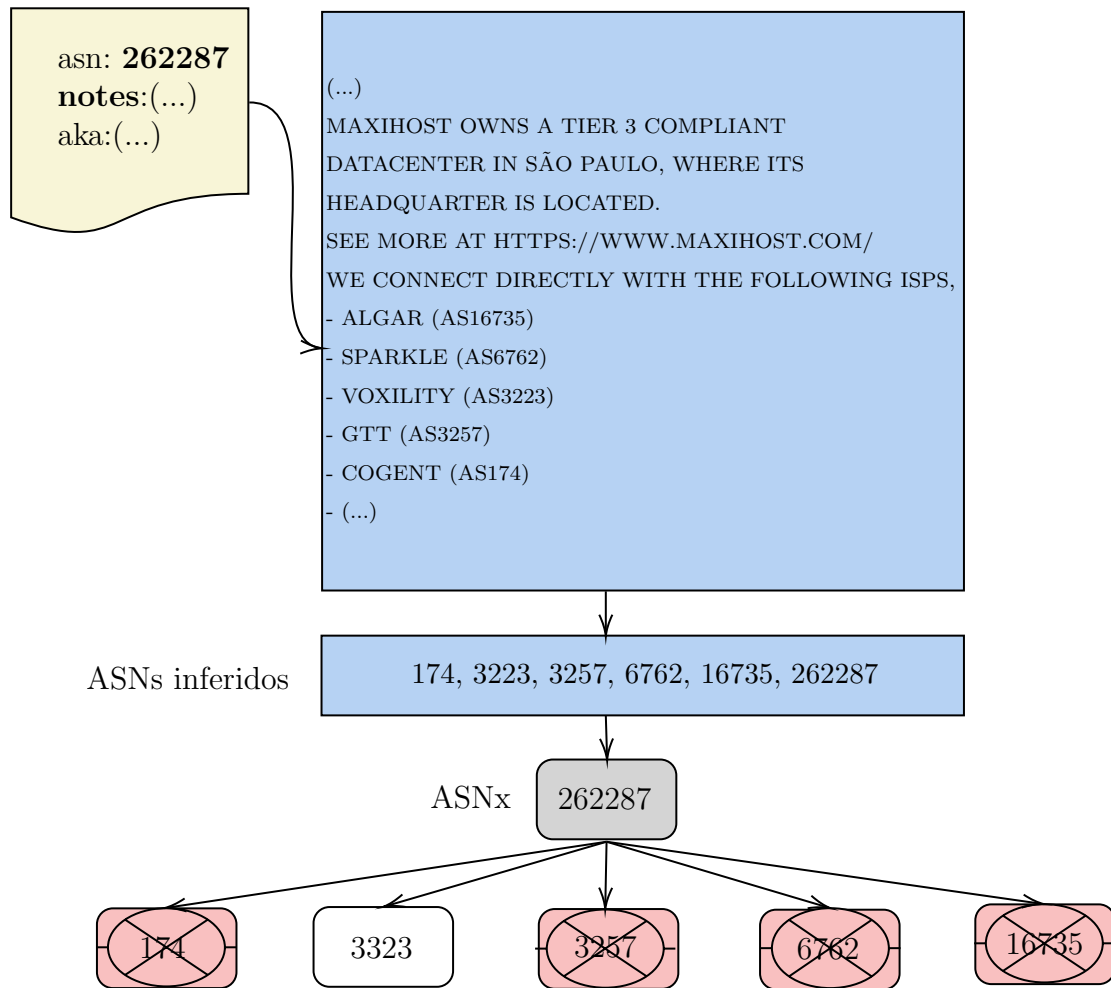 asn: 262287
notes:(...)
aka:(...)
(...)
MAXIHOST OWNS A TIER 3 COMPLIANT
DATACENTER IN SÃO PAULO, WHERE ITS
HEADQUARTER IS LOCATED.
SEE MORE AT HTTPS://WWW.MAXIHOST.COM/
WE CONNECT DIRECTLY WITH THE FOLLOWING ISPS,
- ALGAR (AS16735)
- SPARKLE (AS6762)
- VOXILITY (AS3223)
- GTT (AS3257)
- COGENT (AS174)
- (...)
ASNs inferidos
174, 3223, 3257, 6762, 16735, 262287
ASNx
262287
174
3323
3257
6762
16735